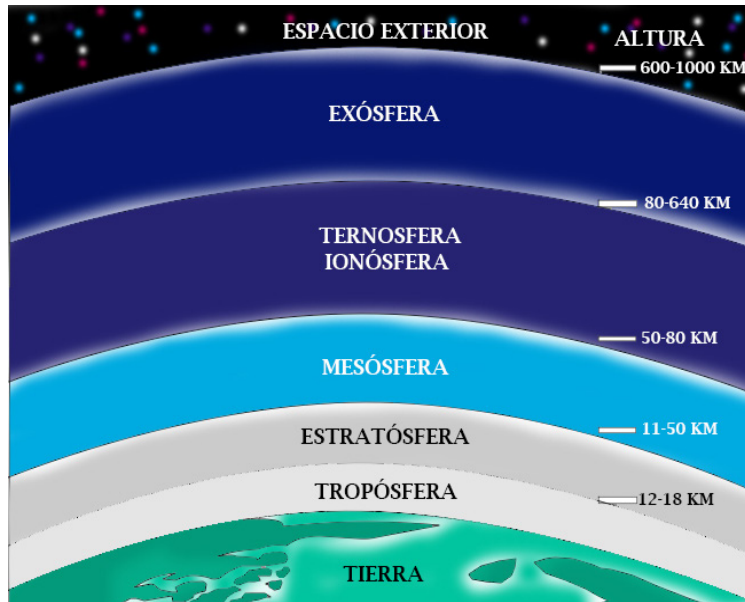 ESPACIO EXTERIOR
ALTURA
600-1000 KM
EXÓSFERA
80-640 KM
TERNOSFERA
IONÓSFERA
50-80 KM
MESÓSFERA
11-50 KM
ESTRATÓSFERA
TROPÓSFERA
12-18 KM
TIERRA